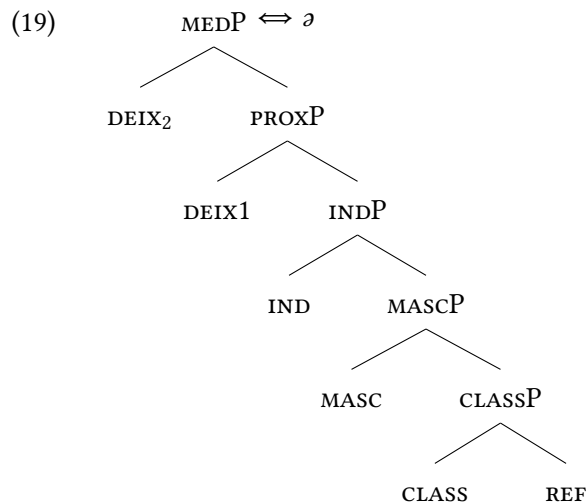 (19) MEDP ⟺ ə
DEIX₂ PROXP
DEIX1 INDP
IND MASCP
MASC CLASSP
CLASS REF